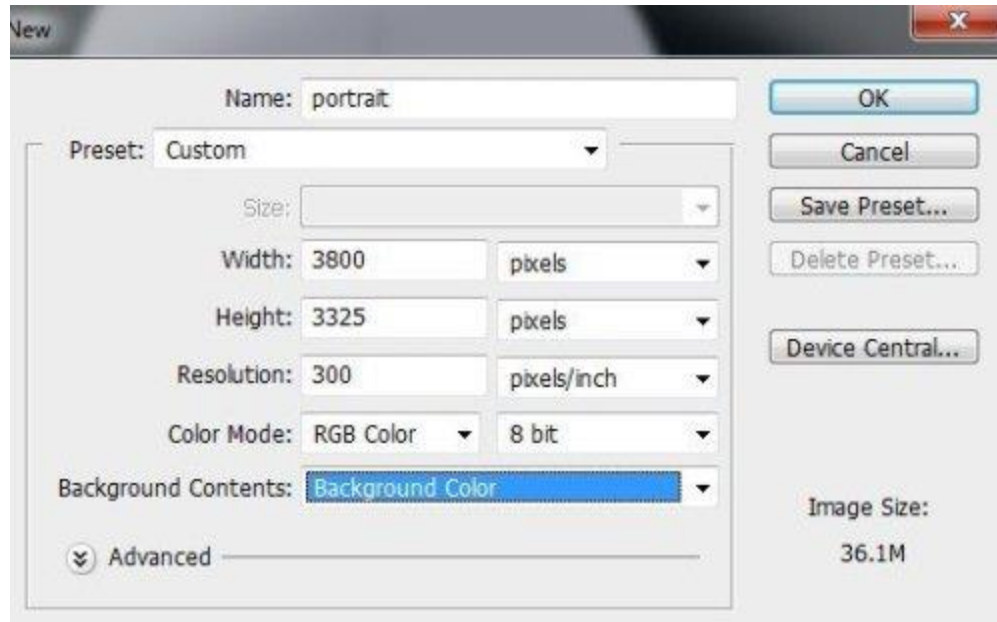 New
Name: portrait
OK
Preset: Custom
Cancel
Size:
Save Preset...
Width: 3800 pixels
Delete Preset...
Height: 3325 pixels
Device Central...
Resolution: 300 pixels/inch
Color Mode: RGB Color 8 bit
Background Contents: Background Color
Image Size:
36.1M
Advanced